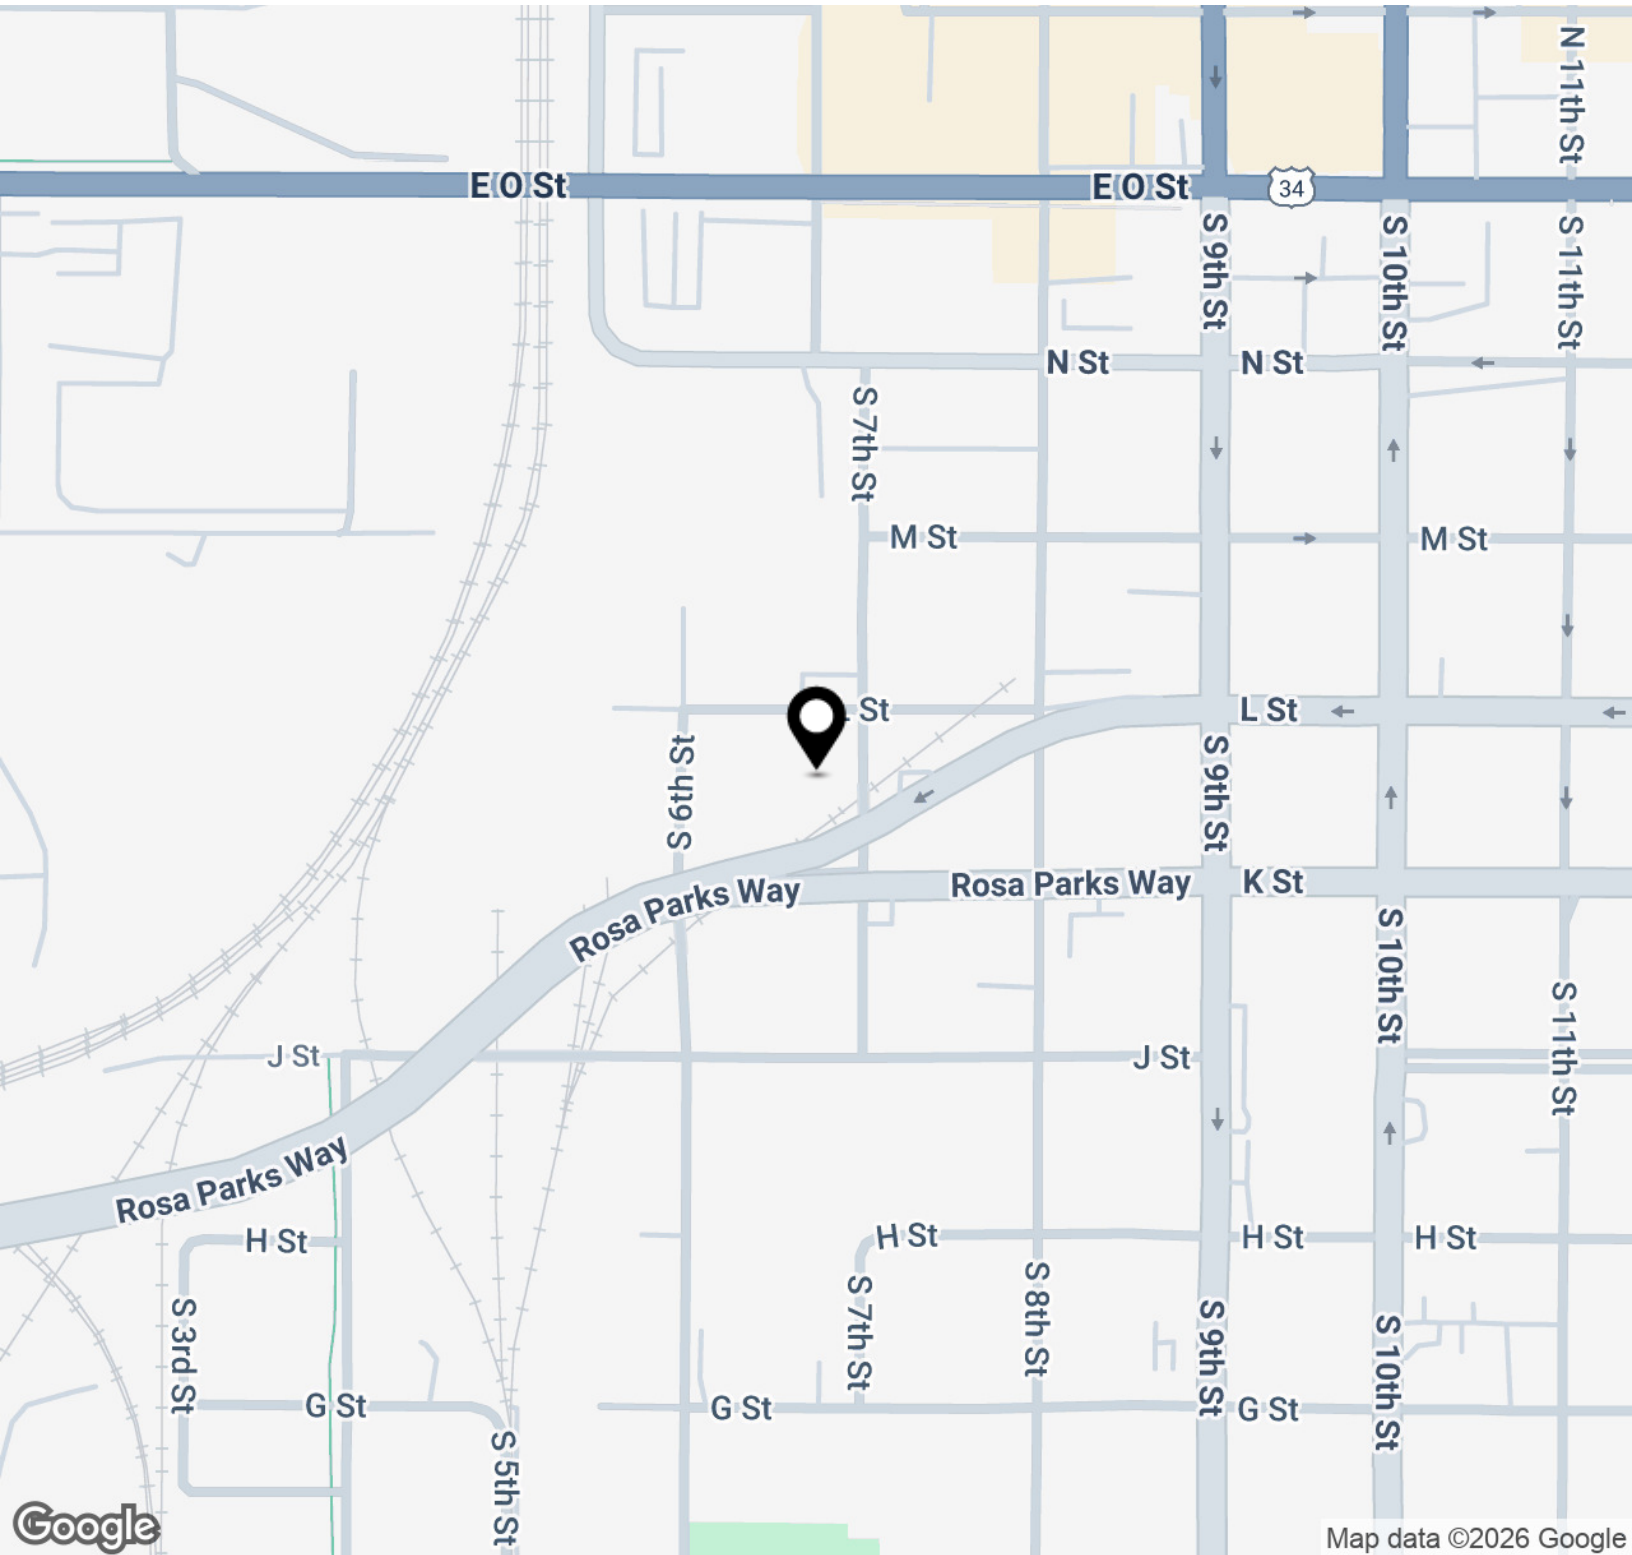 N 11th St
E O St
E O St
34
S 9th St
S 10th St
S 11th St
N St
N St
S 7th St
M St
M St
St
L St
S 6th St
S 9th St
Rosa Parks Way
Rosa Parks Way
K St
S 10th St
S 11th St
J St
J St
Rosa Parks Way
H St
H St
H St
H St
S 3rd St
S 7th St
S 8th St
S 9th St
S 10th St
G St
G St
G St
S 5th St
Google
Map data ©2026 Google